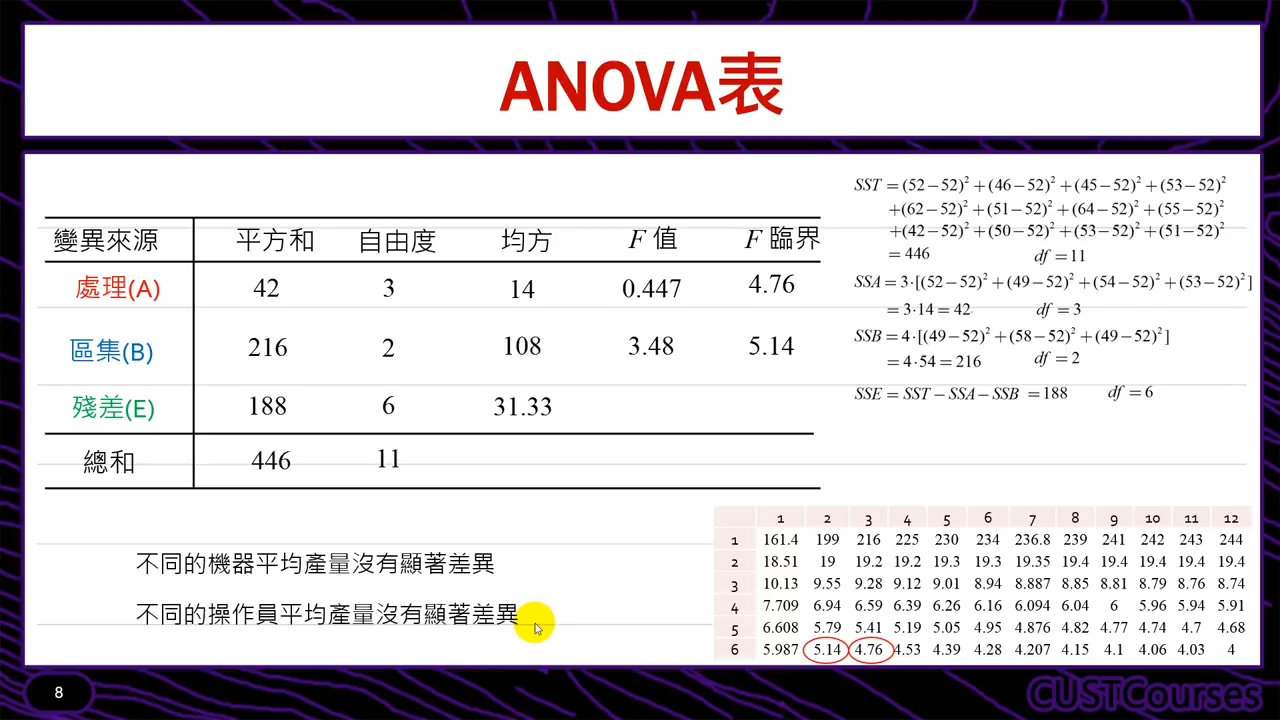 ANOVA表
變異來源 平方和 自由度 均方 F 值 F 臨界
處理(A) 42 3 14 0.447 4.76
區集(B) 216 2 108 3.48 5.14
殘差(E) 188 6 31.33
總和 446 11
不同的機器平均產量沒有顯著差異
不同的操作員平均產量沒有顯著差異
SST = (52−52)² + (46−52)² + (45−52)² + (53−52)²
+(62−52)² + (51−52)² + (64−52)² + (55−52)²
+(42−52)² + (50−52)² + (53−52)² + (51−52)²
= 446 df = 11
SSA = 3·[(52−52)² + (49−52)² + (54−52)² + (53−52)²]
= 3·14 = 42 df = 3
SSB = 4·[(49−52)² + (58−52)² + (49−52)²]
= 4·54 = 216 df = 2
SSE = SST − SSA − SSB = 188 df = 6
1 2 3 4 5 6 7 8 9 10 11 12
1 161.4 199 216 225 230 234 236.8 239 241 242 243 244
2 18.51 19 19.2 19.2 19.3 19.3 19.35 19.4 19.4 19.4 19.4 19.4
3 10.13 9.55 9.28 9.12 9.01 8.94 8.887 8.85 8.81 8.79 8.76 8.74
4 7.709 6.94 6.59 6.39 6.26 6.16 6.094 6.04 6 5.96 5.94 5.91
5 6.608 5.79 5.41 5.19 5.05 4.95 4.876 4.82 4.77 4.74 4.7 4.68
6 5.987 5.14 4.76 4.53 4.39 4.28 4.207 4.15 4.1 4.06 4.03 4
8
CUSTCourses